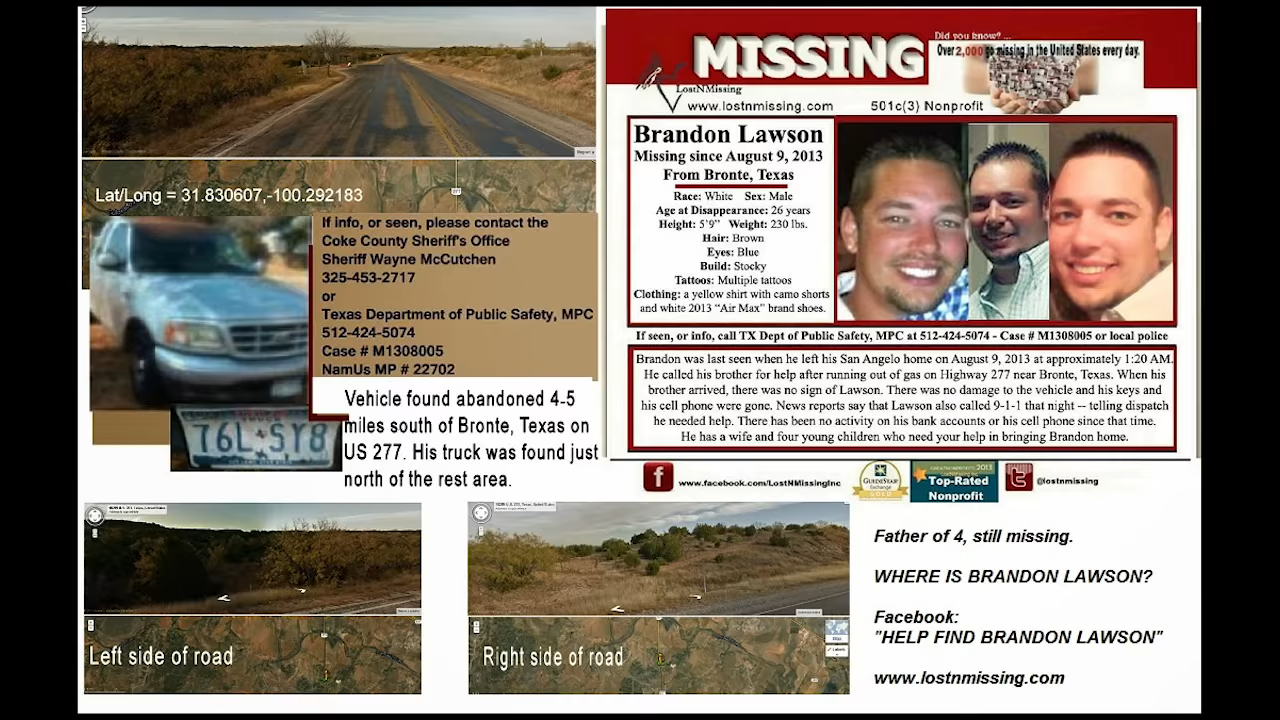 Lat/Long = 31.830607,-100.292183
277
If info, or seen, please contact the
Coke County Sheriff's Office
Sheriff Wayne McCutchen
325-453-2717
or
Texas Department of Public Safety, MPC
512-424-5074
Case # M1308005
NamUs MP # 22702
Vehicle found abandoned 4-5
miles south of Bronte, Texas on
US 277. His truck was found just
north of the rest area.
76L SY8
Left side of road
Right side of road
MISSING
Did you know? ...
Over 2,000 go missing in the United States every day.
LostNMissing
www.lostnmissing.com 501c(3) Nonprofit
Brandon Lawson
Missing since August 9, 2013
From Bronte, Texas
Race: White Sex: Male
Age at Disappearance: 26 years
Height: 5'9" Weight: 230 lbs.
Hair: Brown
Eyes: Blue
Build: Stocky
Tattoos: Multiple tattoos
Clothing: a yellow shirt with camo shorts
and white 2013 "Air Max" brand shoes.
If seen, or info, call TX Dept of Public Safety, MPC at 512-424-5074 - Case # M1308005 or local police
Brandon was last seen when he left his San Angelo home on August 9, 2013 at approximately 1:20 AM.
He called his brother for help after running out of gas on Highway 277 near Bronte, Texas. When his
brother arrived, there was no sign of Lawson. There was no damage to the vehicle and his keys and
his cell phone were gone. News reports say that Lawson also called 9-1-1 that night -- telling dispatch
he needed help. There has been no activity on his bank accounts or his cell phone since that time.
He has a wife and four young children who need your help in bringing Brandon home.
www.facebook.com/LostNMissingInc
GUIDESTAR
Exchange
GOLD
GREATNONPROFITS 2013
Top-Rated
Nonprofit
@lostnmissing
Father of 4, still missing.
WHERE IS BRANDON LAWSON?
Facebook:
"HELP FIND BRANDON LAWSON"
www.lostnmissing.com